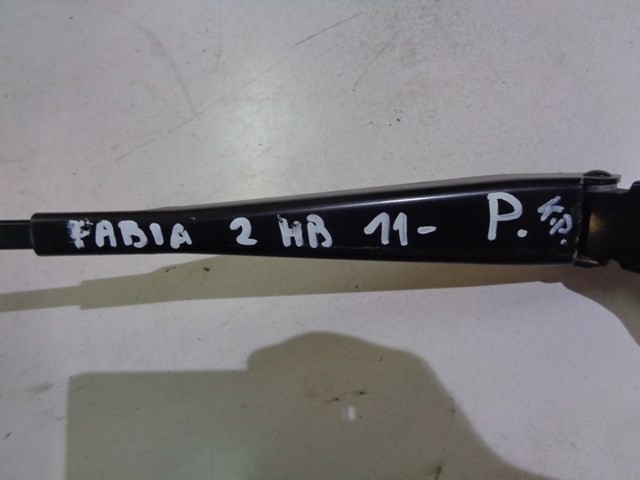 FABIA 2 HB 11- P.